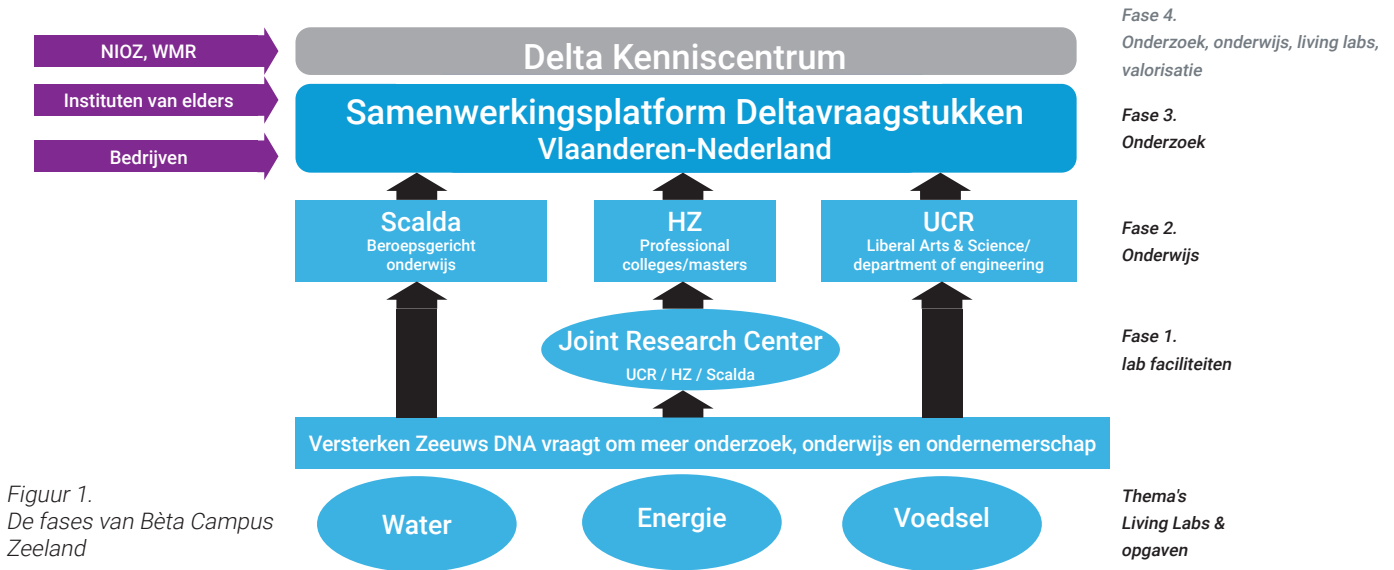 NIOZ, WMR
Instituten van elders
Bedrijven
Delta Kenniscentrum
Samenwerkingsplatform Deltavraagstukken
Vlaanderen-Nederland
Fase 4.
Onderzoek, onderwijs, living labs,
valorisatie
Fase 3.
Onderzoek
Scalda
Beroepsgericht
onderwijs
HZ
Professional
colleges/masters
UCR
Liberal Arts & Science/
department of engineering
Fase 2.
Onderwijs
Joint Research Center
UCR / HZ / Scalda
Fase 1.
lab faciliteiten
Versterken Zeeuws DNA vraagt om meer onderzoek, onderwijs en ondernemerschap
Water
Energie
Voedsel
Thema's
Living Labs &
opgaven
Figuur 1.
De fases van Bèta Campus
Zeeland